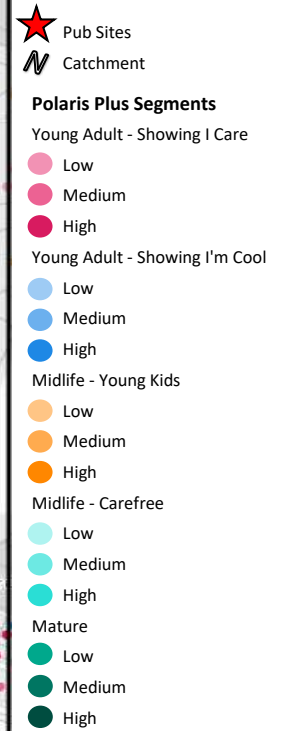 Pub Sites
Catchment
Polaris Plus Segments
Young Adult - Showing I Care
Low
Medium
High
Young Adult - Showing I'm Cool
Low
Medium
High
Midlife - Young Kids
Low
Medium
High
Midlife - Carefree
Low
Medium
High
Mature
Low
Medium
High